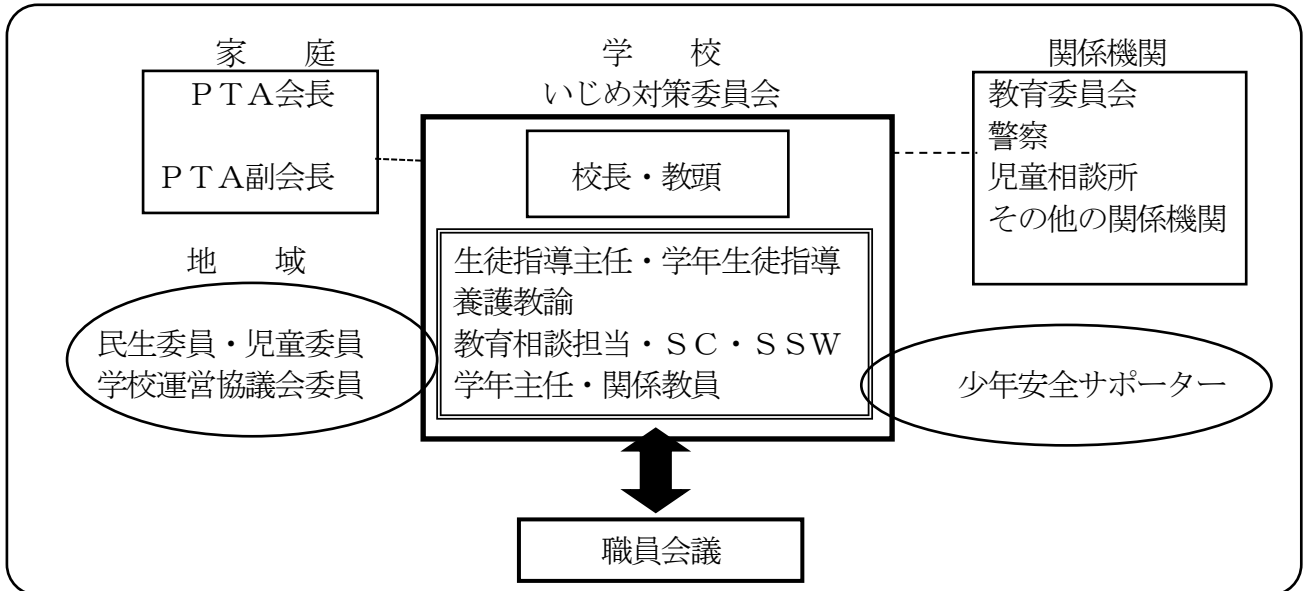 家　　庭
ＰＴＡ会長
ＰＴＡ副会長
地　　域
民生委員・児童委員
学校運営協議会委員
学　　校
いじめ対策委員会
校長・教頭
生徒指導主任・学年生徒指導
養護教諭
教育相談担当・ＳＣ・ＳＳＷ
学年主任・関係教員
職員会議
関係機関
教育委員会
警察
児童相談所
その他の関係機関
少年安全サポーター